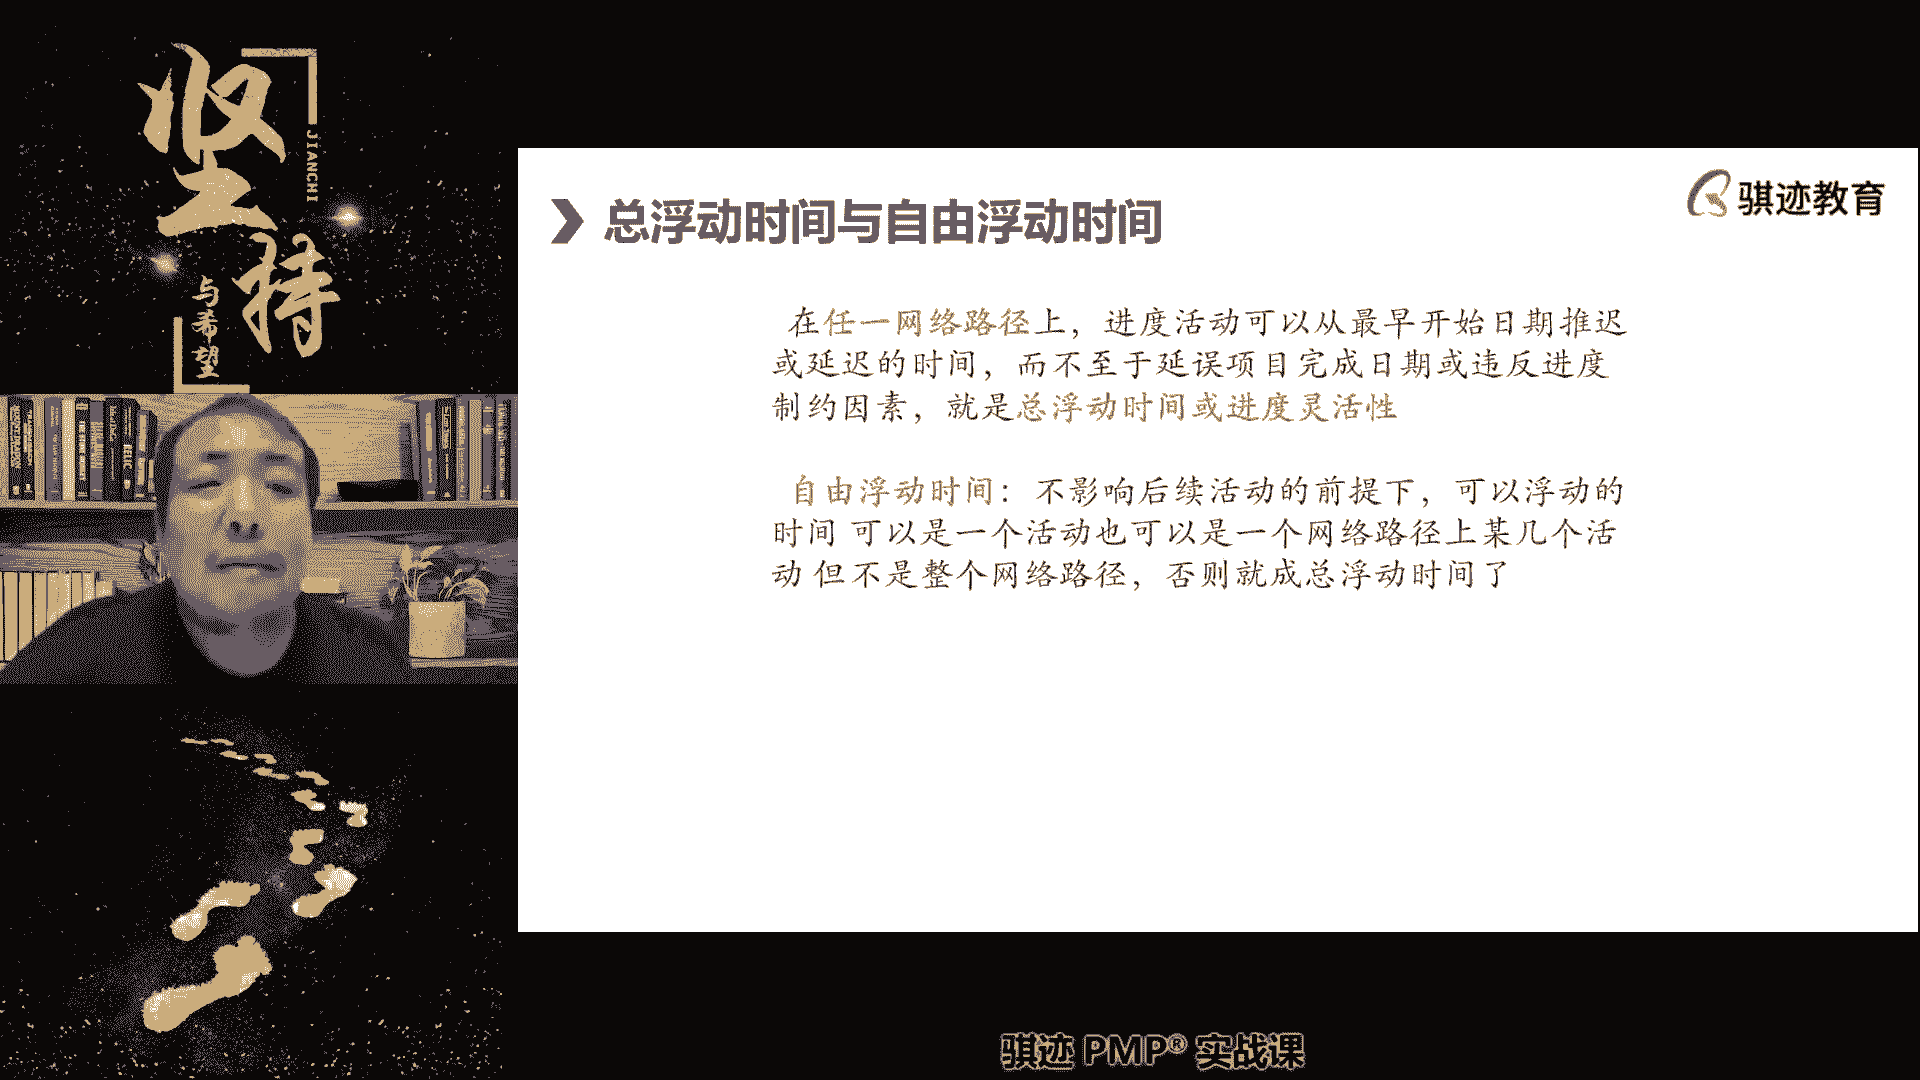 坚持
JIANCHI
与希望
骐迹教育
总浮动时间与自由浮动时间
在任一网络路径上，进度活动可以从最早开始日期推迟
或延迟的时间，而不至于延误项目完成日期或违反进度
制约因素，就是总浮动时间或进度灵活性
自由浮动时间：不影响后续活动的前提下，可以浮动的
时间 可以是一个活动也可以是一个网络路径上某几个活
动 但不是整个网络路径，否则就成总浮动时间了
骐迹 PMP® 实战课